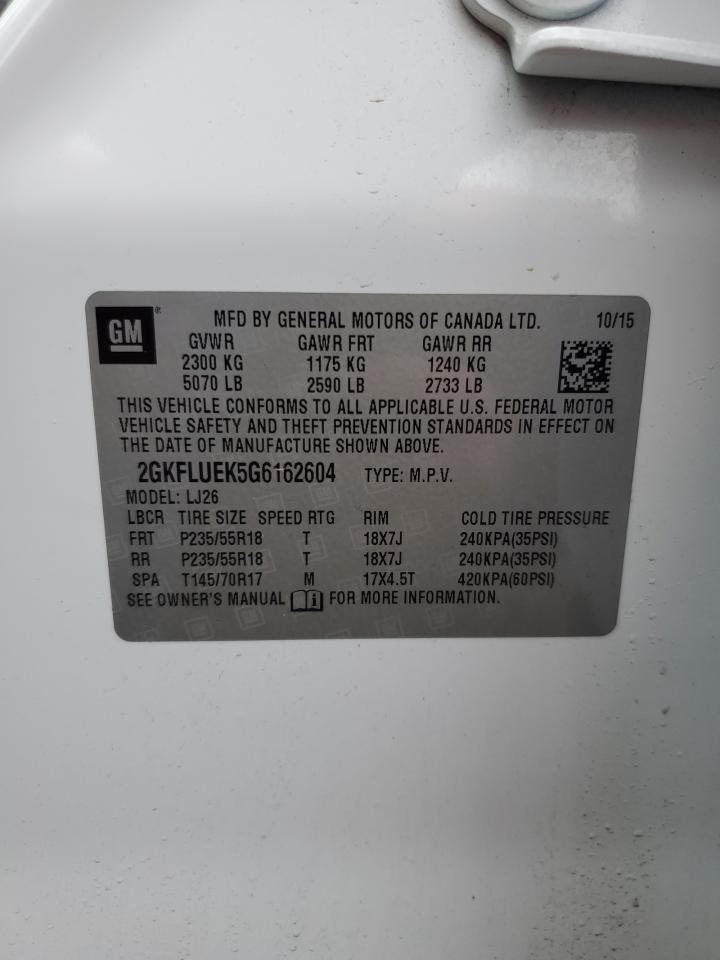 GM ®
MFD BY GENERAL MOTORS OF CANADA LTD. 10/15
GVWR GAWR FRT GAWR RR
2300 KG 1175 KG 1240 KG
5070 LB 2590 LB 2733 LB
THIS VEHICLE CONFORMS TO ALL APPLICABLE U.S. FEDERAL MOTOR
VEHICLE SAFETY AND THEFT PREVENTION STANDARDS IN EFFECT ON
THE DATE OF MANUFACTURE SHOWN ABOVE.
2GKFLUEK5G6162604 TYPE: M.P.V.
MODEL: LJ26
LBCR TIRE SIZE SPEED RTG RIM COLD TIRE PRESSURE
FRT P235/55R18 T 18X7J 240KPA(35PSI)
RR P235/55R18 T 18X7J 240KPA(35PSI)
SPA T145/70R17 M 17X4.5T 420KPA(60PSI)
SEE OWNER'S MANUAL i FOR MORE INFORMATION.